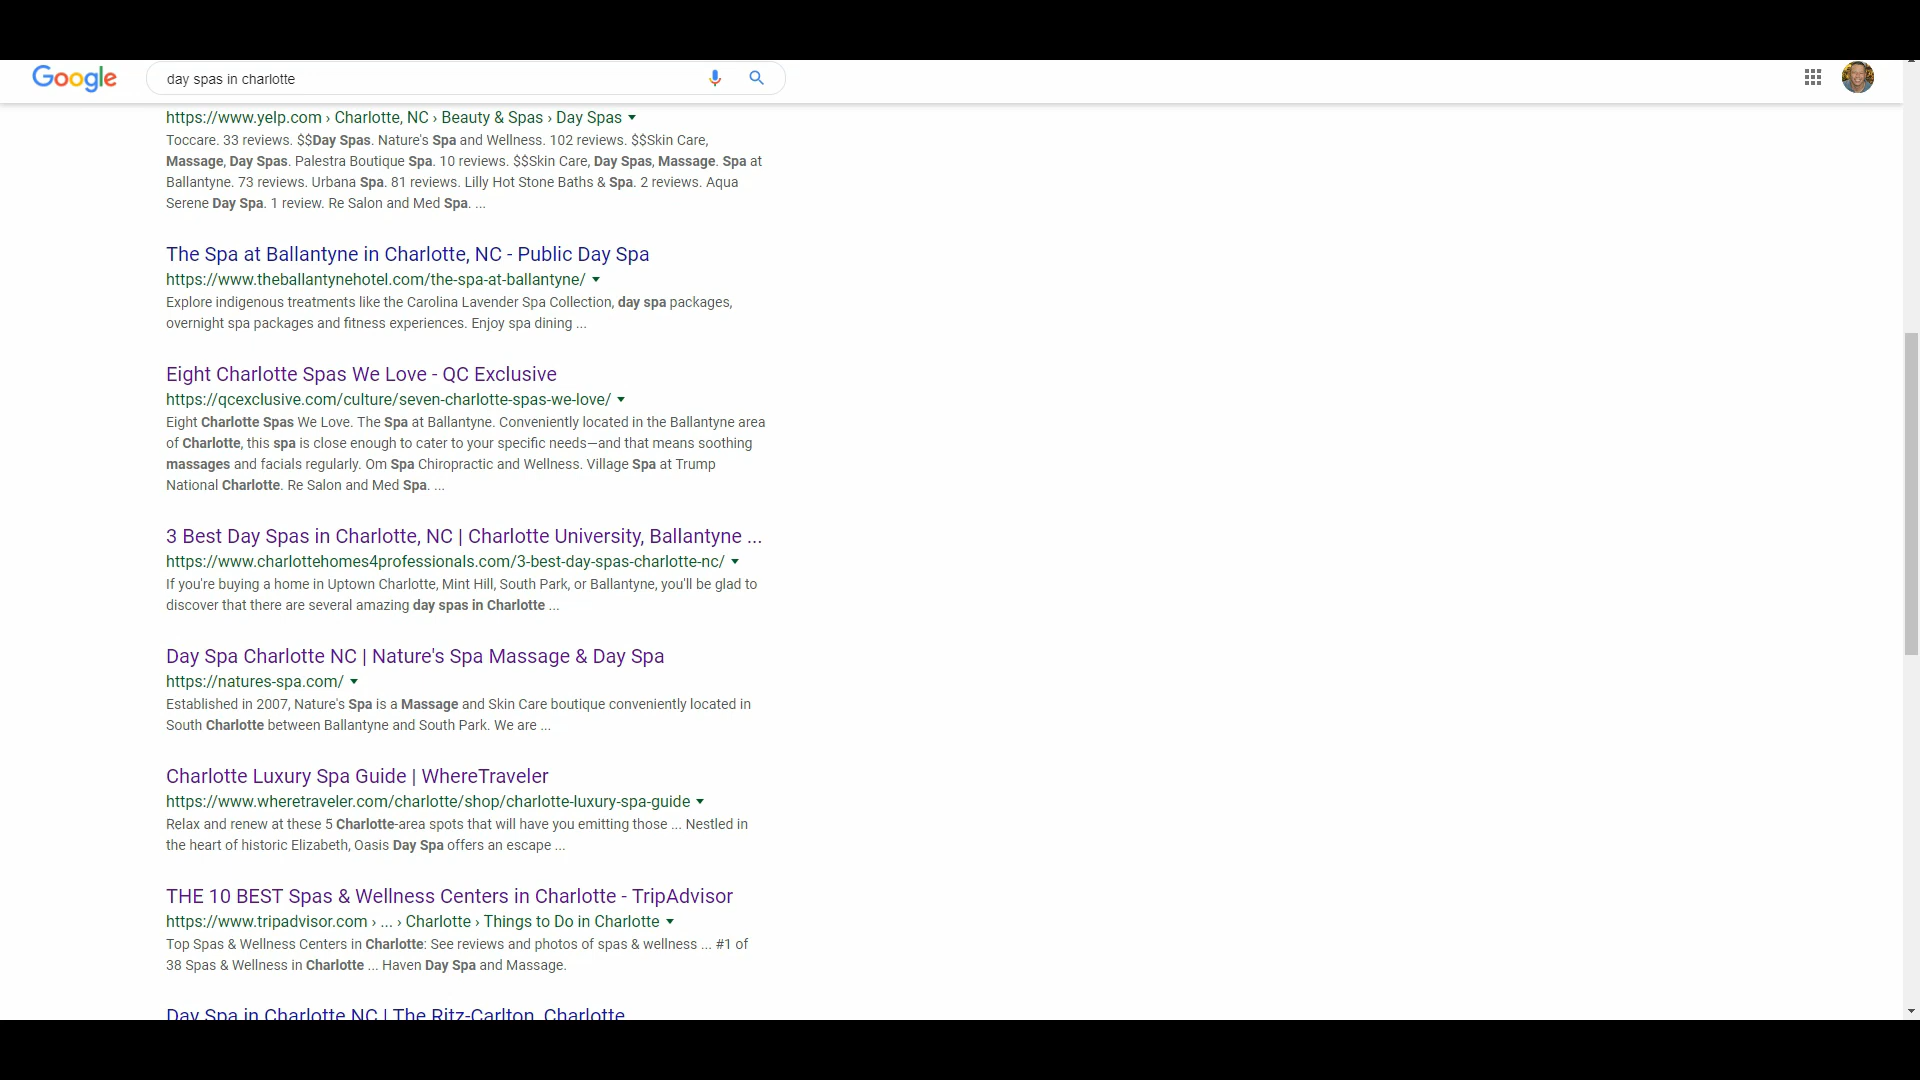 Google
day spas in charlotte
https://www.yelp.com › Charlotte, NC › Beauty & Spas › Day Spas
Toccare. 33 reviews. $$Day Spas. Nature's Spa and Wellness. 102 reviews. $$Skin Care,
Massage, Day Spas. Palestra Boutique Spa. 10 reviews. $$Skin Care, Day Spas, Massage. Spa at
Ballantyne. 73 reviews. Urbana Spa. 81 reviews. Lilly Hot Stone Baths & Spa. 2 reviews. Aqua
Serene Day Spa. 1 review. Re Salon and Med Spa. ...
The Spa at Ballantyne in Charlotte, NC - Public Day Spa
https://www.theballantynehotel.com/the-spa-at-ballantyne/
Explore indigenous treatments like the Carolina Lavender Spa Collection, day spa packages,
overnight spa packages and fitness experiences. Enjoy spa dining ...
Eight Charlotte Spas We Love - QC Exclusive
https://qcexclusive.com/culture/seven-charlotte-spas-we-love/
Eight Charlotte Spas We Love. The Spa at Ballantyne. Conveniently located in the Ballantyne area
of Charlotte, this spa is close enough to cater to your specific needs—and that means soothing
massages and facials regularly. Om Spa Chiropractic and Wellness. Village Spa at Trump
National Charlotte. Re Salon and Med Spa. ...
3 Best Day Spas in Charlotte, NC | Charlotte University, Ballantyne ...
https://www.charlottehomes4professionals.com/3-best-day-spas-charlotte-nc/
If you're buying a home in Uptown Charlotte, Mint Hill, South Park, or Ballantyne, you'll be glad to
discover that there are several amazing day spas in Charlotte ...
Day Spa Charlotte NC | Nature's Spa Massage & Day Spa
https://natures-spa.com/
Established in 2007, Nature's Spa is a Massage and Skin Care boutique conveniently located in
South Charlotte between Ballantyne and South Park. We are ...
Charlotte Luxury Spa Guide | WhereTraveler
https://www.wheretraveler.com/charlotte/shop/charlotte-luxury-spa-guide
Relax and renew at these 5 Charlotte-area spots that will have you emitting those ... Nestled in
the heart of historic Elizabeth, Oasis Day Spa offers an escape ...
THE 10 BEST Spas & Wellness Centers in Charlotte - TripAdvisor
https://www.tripadvisor.com › ... › Charlotte › Things to Do in Charlotte
Top Spas & Wellness Centers in Charlotte: See reviews and photos of spas & wellness ... #1 of
38 Spas & Wellness in Charlotte ... Haven Day Spa and Massage.
Day Spa in Charlotte NC | The Ritz-Carlton, Charlotte